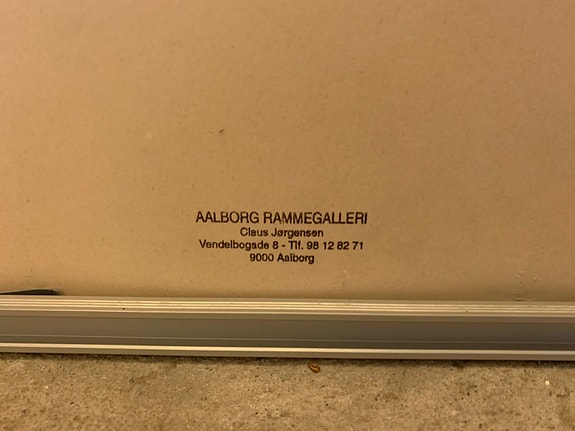 AALBORG RAMMEGALLERI
Claus Jørgensen
Vendelbogade 8 - Tlf. 98 12 82 71
9000 Aalborg